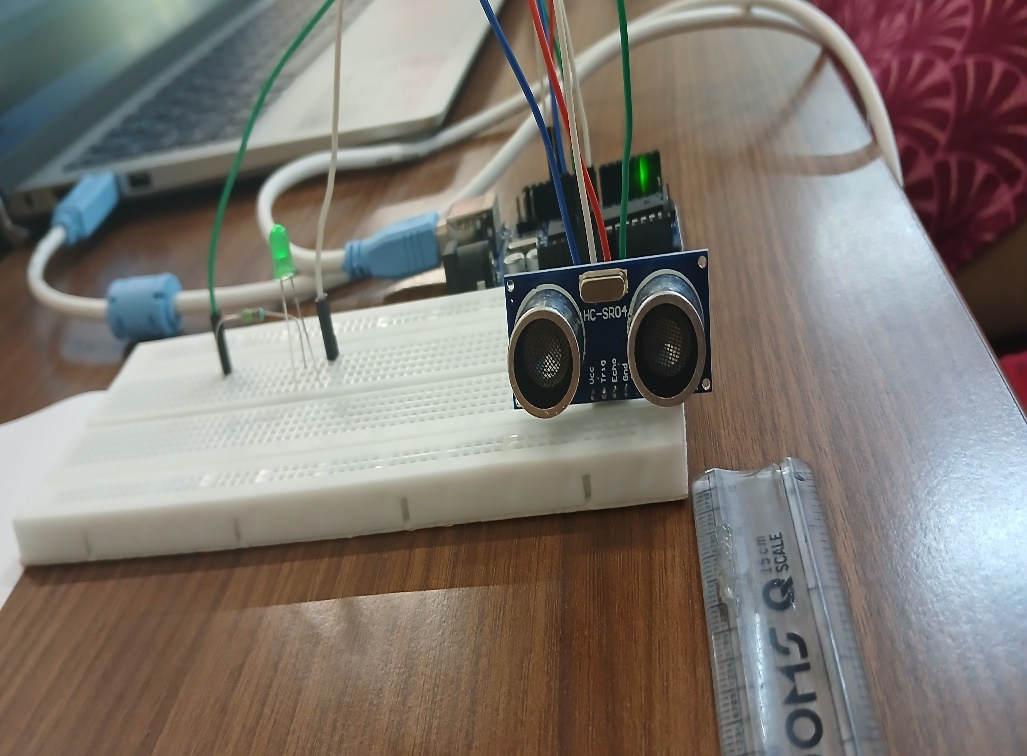 HC-SR04
Vcc
Trig
Echo
Gnd
15cm
SCALE
OMS